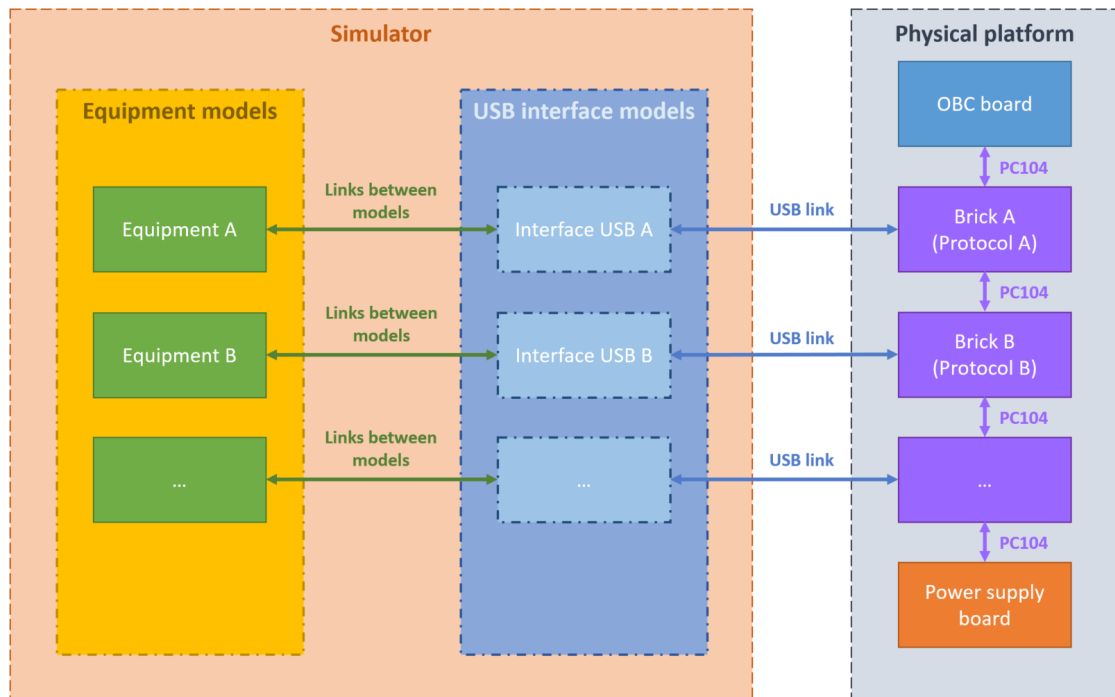 Simulator
Physical platform
Equipment models
USB interface models
OBC board
PC104
Links between
models
USB link
Equipment A
Interface USB A
Brick A
(Protocol A)
PC104
Links between
models
USB link
Equipment B
Interface USB B
Brick B
(Protocol B)
PC104
Links between
models
USB link
...
...
...
PC104
Power supply
board